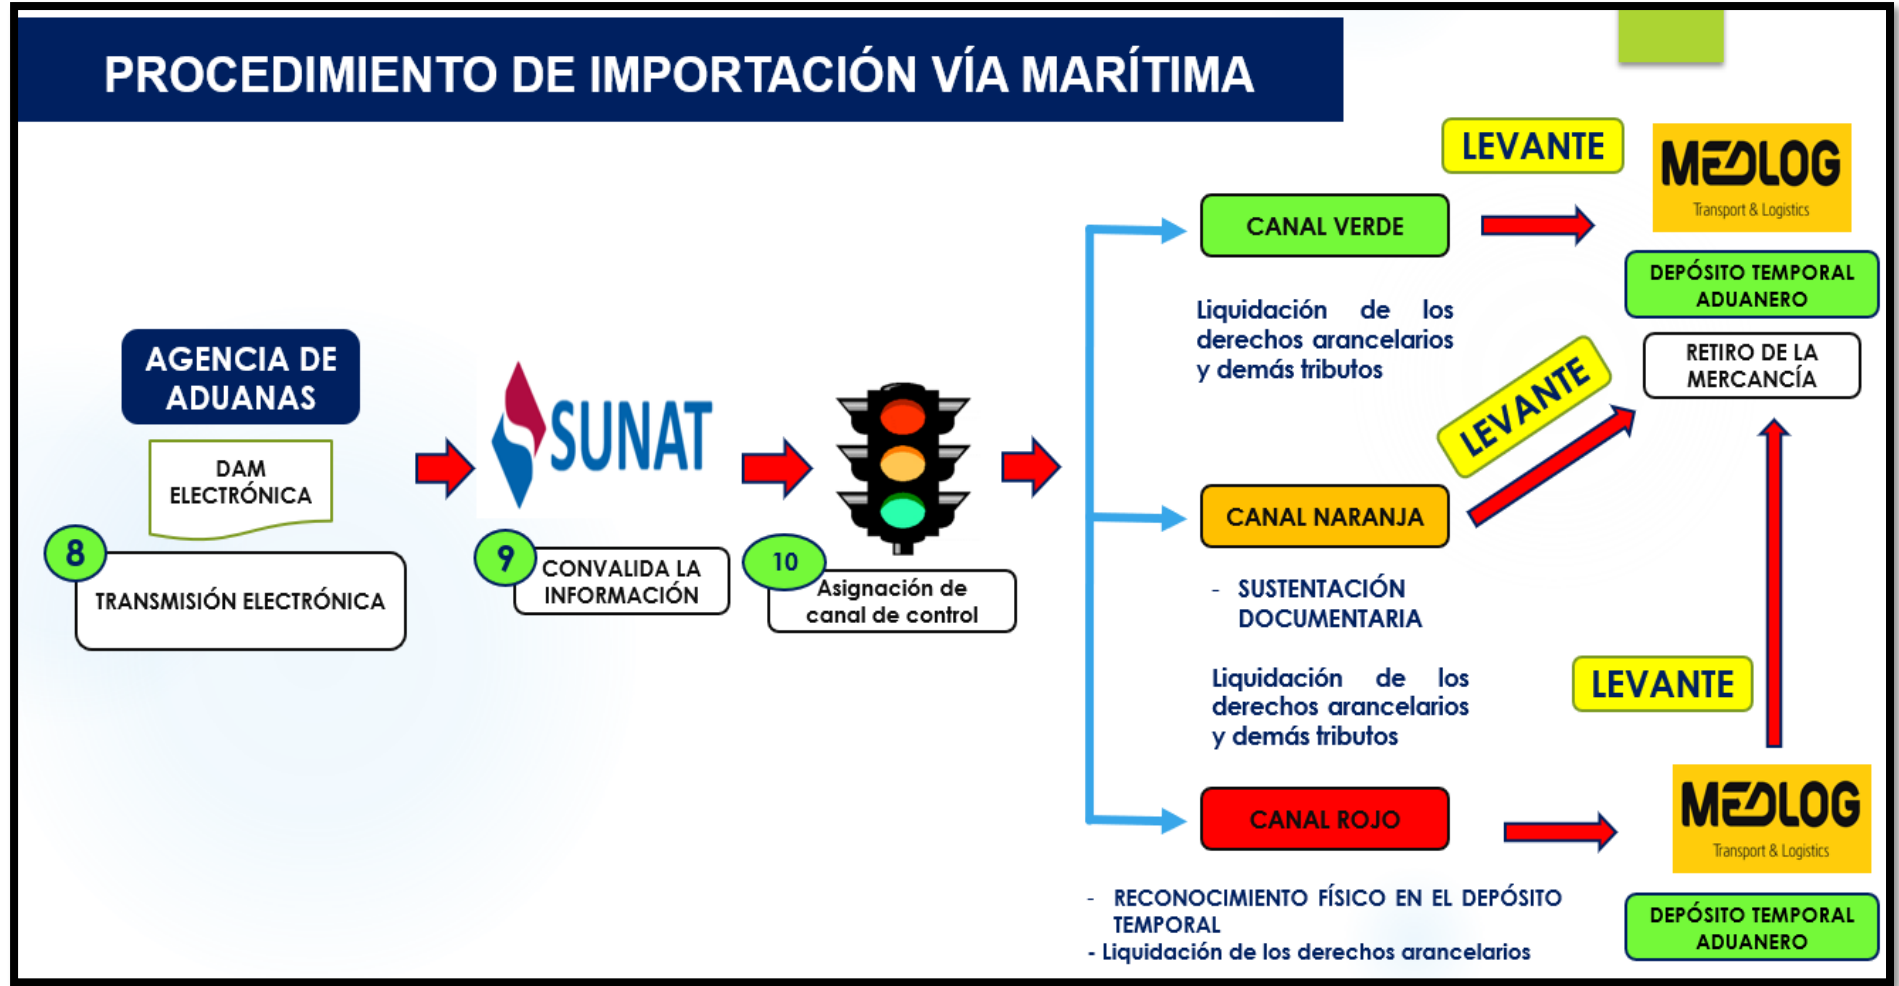 PROCEDIMIENTO DE IMPORTACIÓN VÍA MARÍTIMA
AGENCIA DE
ADUANAS
DAM
ELECTRÓNICA
8
TRANSMISIÓN ELECTRÓNICA
SUNAT
9
CONVALIDA LA
INFORMACIÓN
10
Asignación de
canal de control
CANAL VERDE
Liquidación de los
derechos arancelarios
y demás tributos
LEVANTE
MEDLOG
Transport & Logistics
DEPÓSITO TEMPORAL
ADUANERO
RETIRO DE LA
MERCANCÍA
CANAL NARANJA
LEVANTE
- SUSTENTACIÓN
DOCUMENTARIA
Liquidación de los
derechos arancelarios
y demás tributos
CANAL ROJO
LEVANTE
- RECONOCIMIENTO FÍSICO EN EL DEPÓSITO
TEMPORAL
- Liquidación de los derechos arancelarios
MEDLOG
Transport & Logistics
DEPÓSITO TEMPORAL
ADUANERO